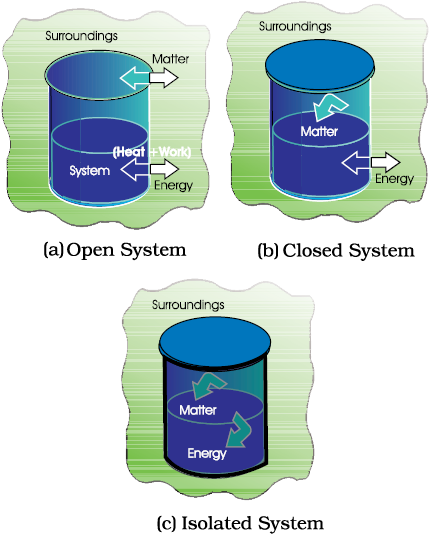 Surroundings
Matter
(Heat +Work)
System
Energy
(a) Open System
Surroundings
Matter
Energy
(b) Closed System
Surroundings
Matter
Energy
(c) Isolated System